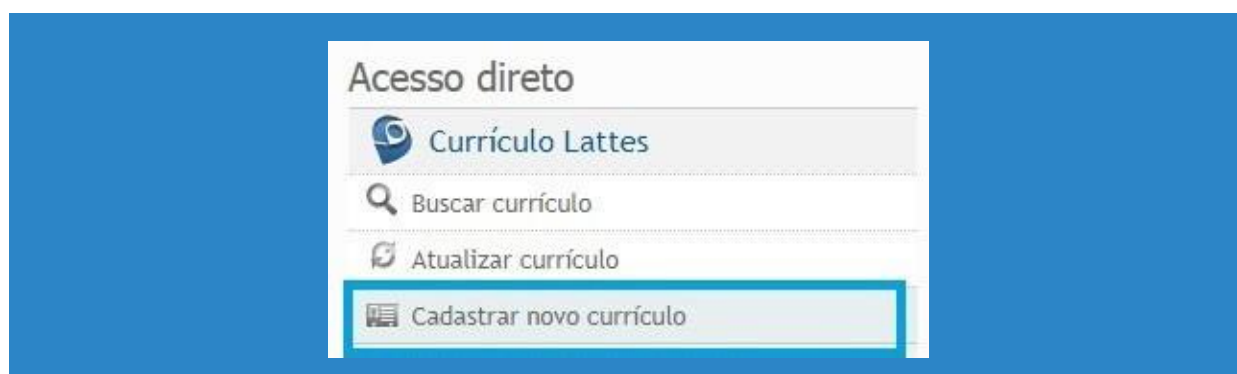 Acesso direto
Currículo Lattes
Buscar currículo
Atualizar currículo
Cadastrar novo currículo